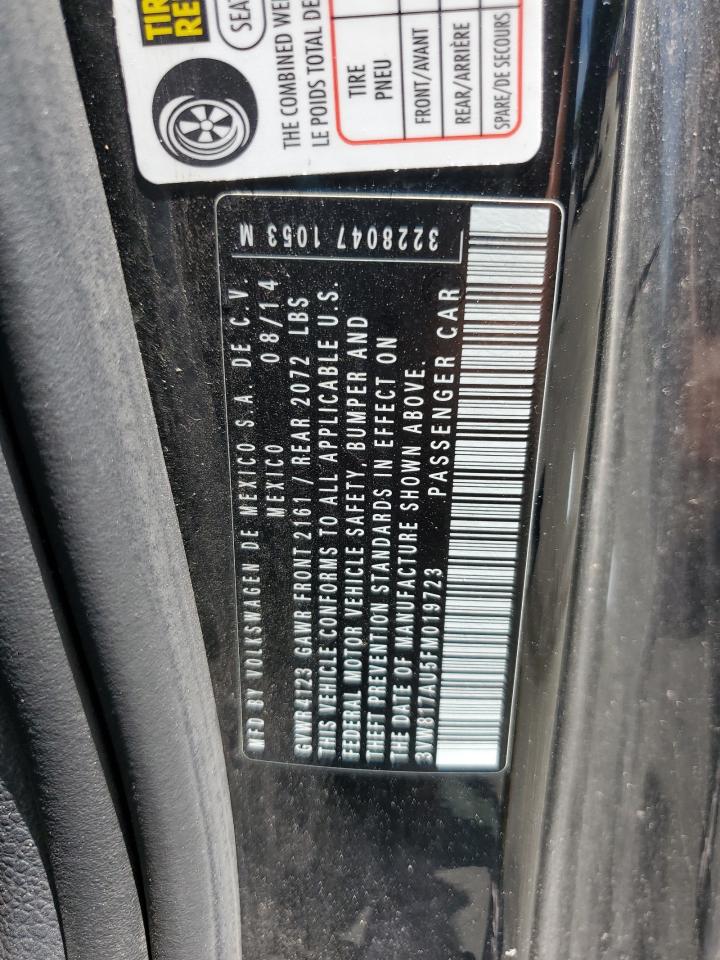 TIR
RE
SEAT
THE COMBINED WEI
LE POIDS TOTAL DE
TIRE
PNEU
FRONT/AVANT
REAR/ARRIÈRE
SPARE/DE SECOURS
MFD BY VOLKSWAGEN DE MEXICO S.A. DE C.V.
MEXICO 08/14
GVWR 4123 GAWR FRONT 2161 / REAR 2072 LBS
THIS VEHICLE CONFORMS TO ALL APPLICABLE U.S.
FEDERAL MOTOR VEHICLE SAFETY, BUMPER AND
THEFT PREVENTION STANDARDS IN EFFECT ON
THE DATE OF MANUFACTURE SHOWN ABOVE.
3VW817AU5FM019723 PASSENGER CAR
3228047 1053 M